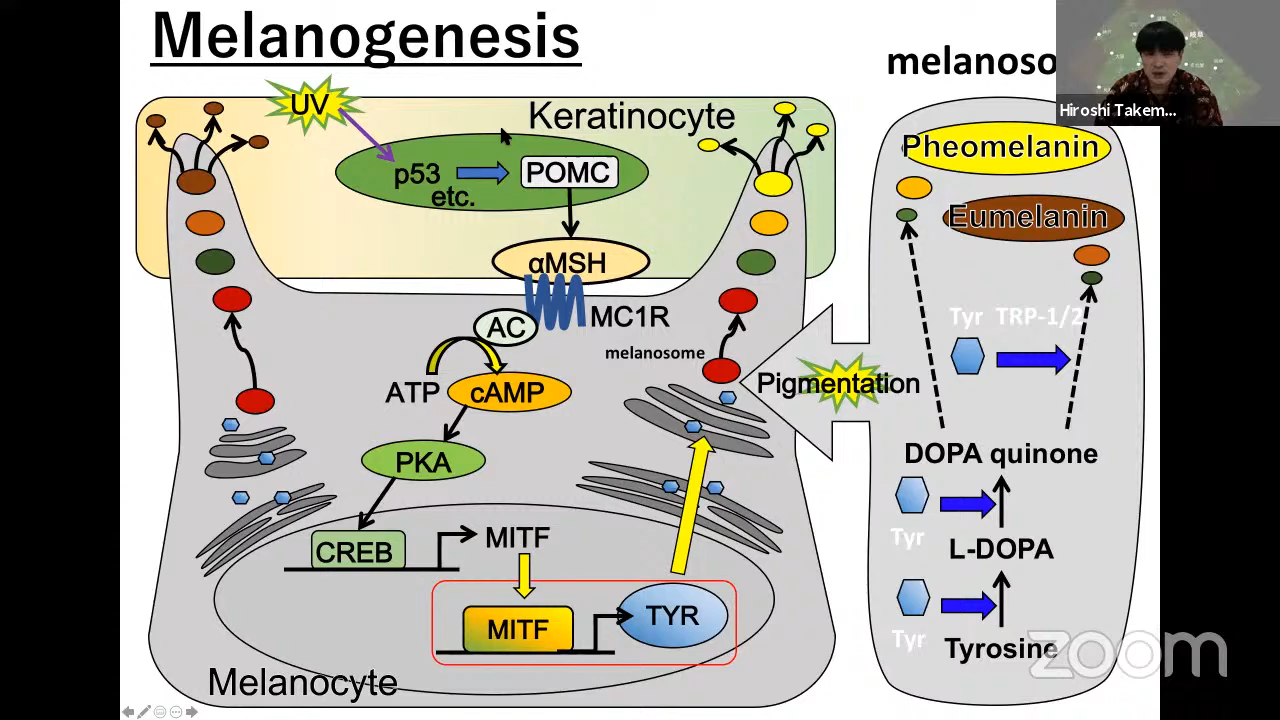 Melanogenesis
melanoso
Hiroshi Takem...
UV
Keratinocyte
p53
etc.
POMC
αMSH
MC1R
AC
melanosome
ATP
cAMP
PKA
CREB
MITF
MITF
TYR
Melanocyte
Pigmentation
Pheomelanin
Eumelanin
Tyr TRP-1/2
DOPA quinone
Tyr
L-DOPA
Tyr
Tyrosine
zoom